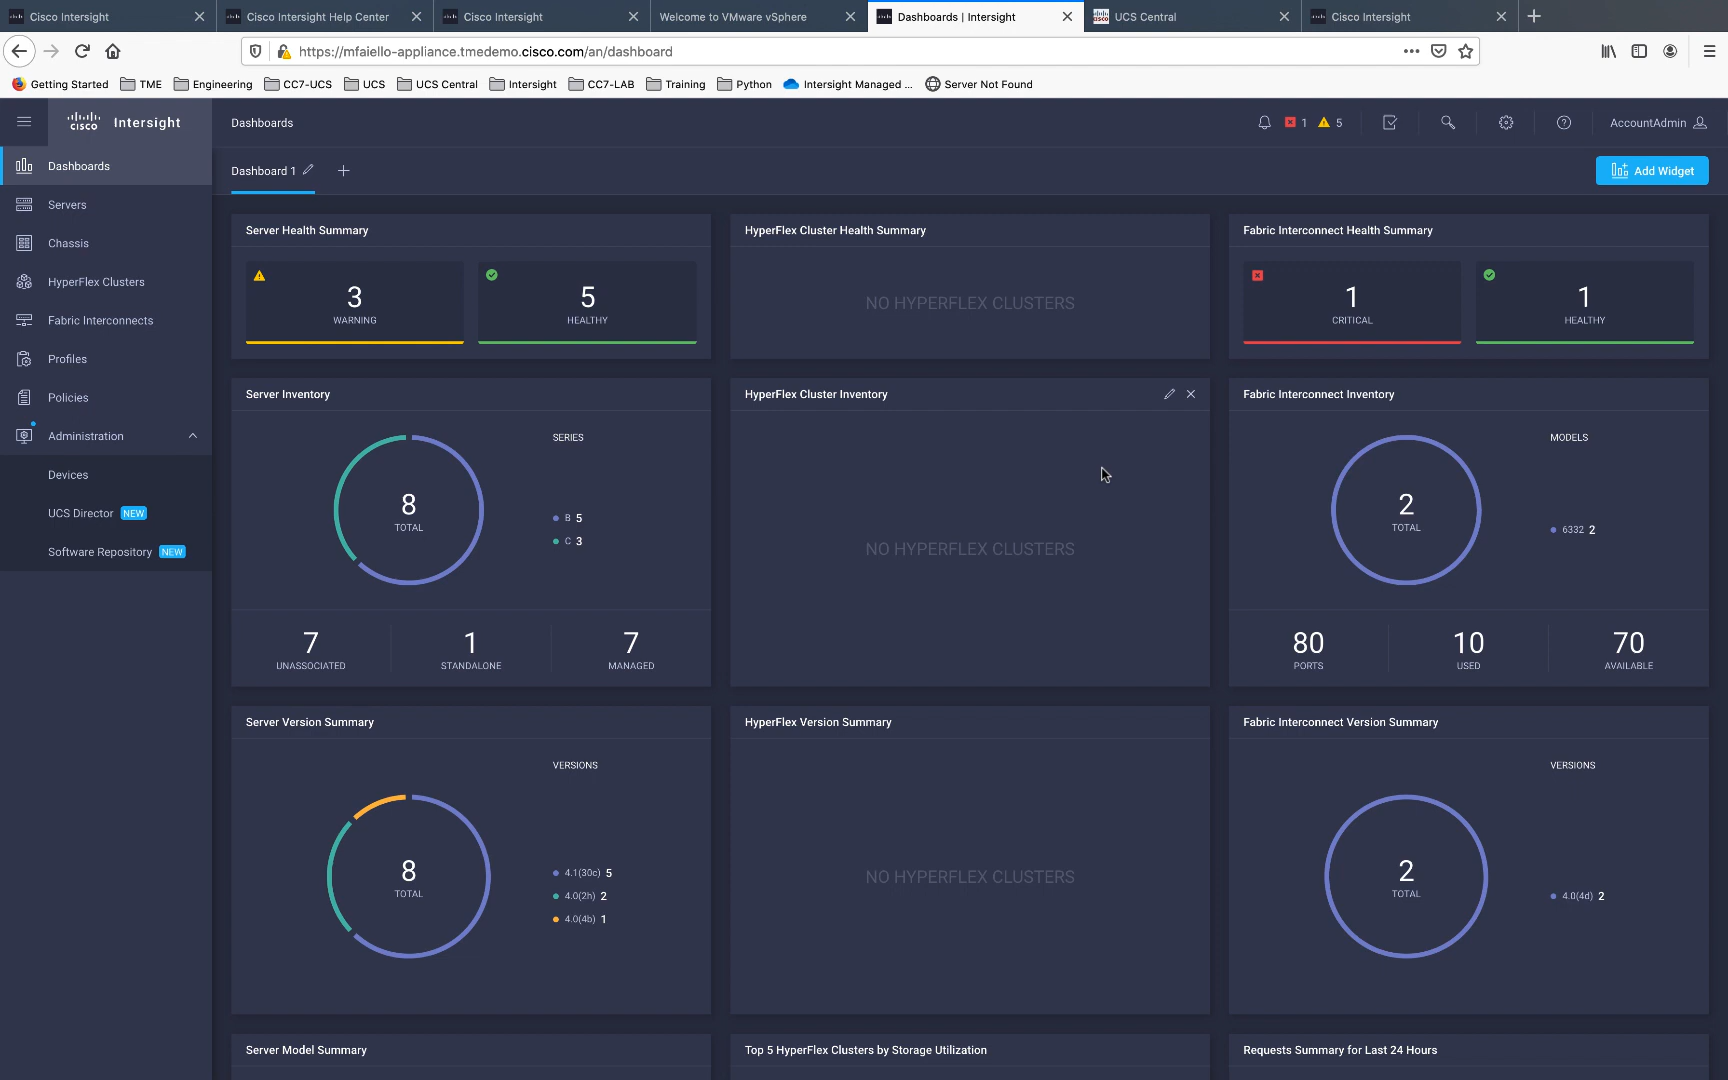 Cisco Intersight
Cisco Intersight Help Center
Cisco Intersight
Welcome to VMware vSphere
Dashboards | Intersight
UCS Central
Cisco Intersight
https://mfaiello-appliance.tmedemo.cisco.com/an/dashboard
Getting Started
TME
Engineering
CC7-UCS
UCS
UCS Central
Intersight
CC7-LAB
Training
Python
Intersight Managed ...
Server Not Found
CISCO Intersight
Dashboards
1
5
AccountAdmin
Dashboards
Servers
Chassis
HyperFlex Clusters
Fabric Interconnects
Profiles
Policies
Administration
Devices
UCS Director NEW
Software Repository NEW
Dashboard 1
Add Widget
Server Health Summary
3
WARNING
5
HEALTHY
HyperFlex Cluster Health Summary
NO HYPERFLEX CLUSTERS
Fabric Interconnect Health Summary
1
CRITICAL
1
HEALTHY
Server Inventory
8
TOTAL
SERIES
B 5
C 3
7
UNASSOCIATED
1
STANDALONE
7
MANAGED
HyperFlex Cluster Inventory
NO HYPERFLEX CLUSTERS
Fabric Interconnect Inventory
2
TOTAL
MODELS
6332 2
80
PORTS
10
USED
70
AVAILABLE
Server Version Summary
8
TOTAL
VERSIONS
4.1(30c) 5
4.0(2h) 2
4.0(4b) 1
HyperFlex Version Summary
NO HYPERFLEX CLUSTERS
Fabric Interconnect Version Summary
2
TOTAL
VERSIONS
4.0(4d) 2
Server Model Summary
Top 5 HyperFlex Clusters by Storage Utilization
Requests Summary for Last 24 Hours